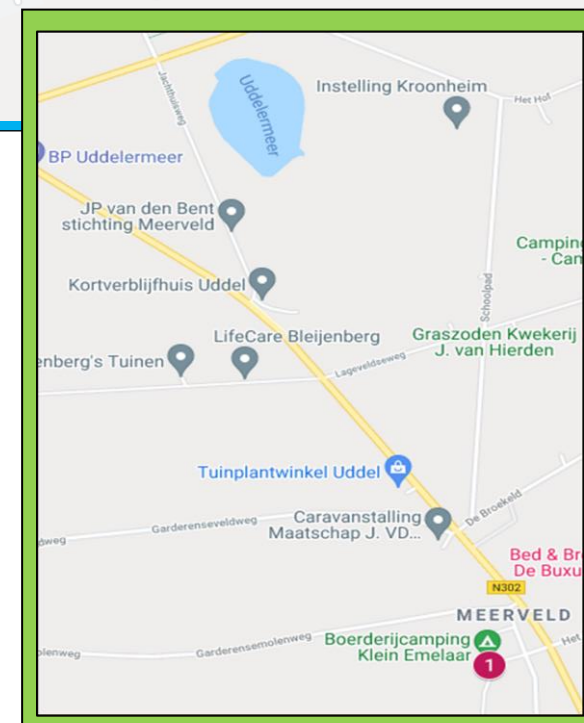 Jachthuisweg
Uddelermeer
Instelling Kroonheim
Het Hof
BP Uddelermeer
JP van den Bent
stichting Meerveld
Camping
- Cam
Kortverblijfhuis Uddel
Schoolpad
LifeCare Bleijenberg
Graszoden Kwekerij
J. van Hierden
enberg's Tuinen
Lageveldseweg
Tuinplantwinkel Uddel
Caravanstalling
Maatschap J. VD...
De Broekeld
Garderenseveldweg
dweg
Bed & Br
De Buxu
N302
MEERVELD
Boerderijcamping
Klein Emelaar
1
Het
Garderensemolenweg
olenweg